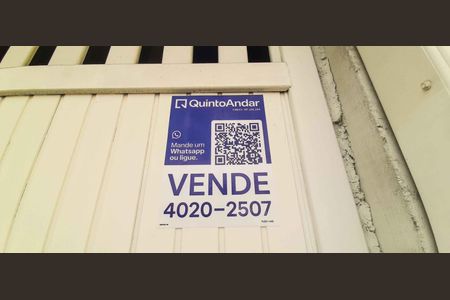 QuintoAndar
Mande um
Whatsapp
ou ligue.
VENDE
4020-2507